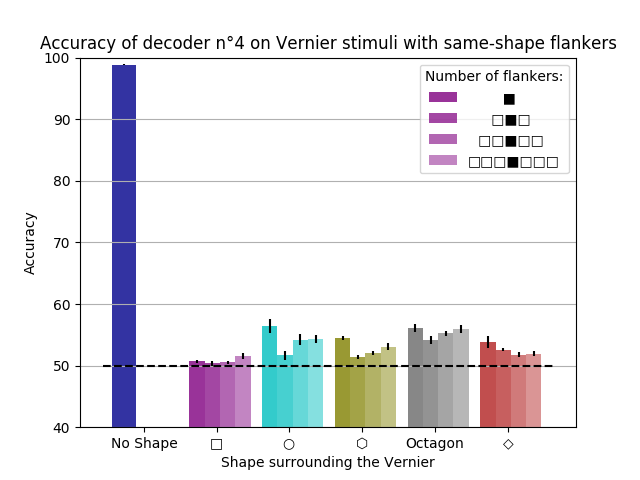 Accuracy of decoder n°4 on Vernier stimuli with same-shape flankers
Number of flankers:
■
□■□
□□■□□
□□□■□□□
100
90
80
70
60
50
40
Accuracy
No Shape □ ○ ⬡ Octagon ◇
Shape surrounding the Vernier